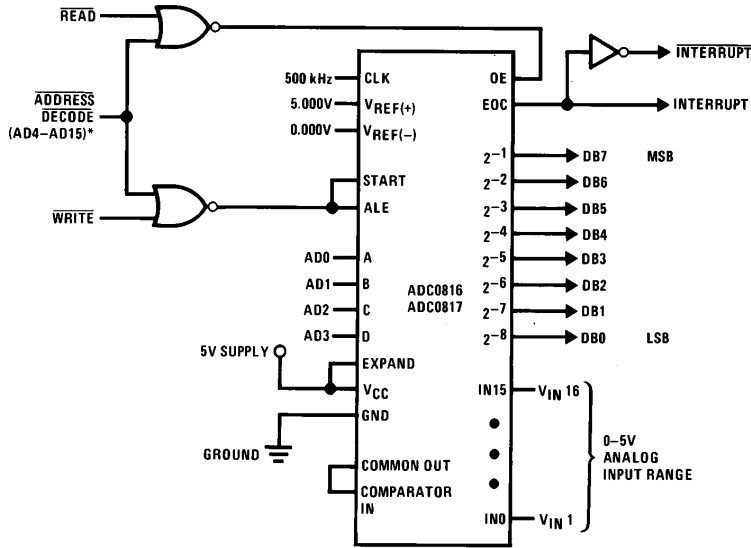 READ
ADDRESS
DECODE
(AD4–AD15)*
WRITE
500 kHz
5.000V
0.000V
AD0
AD1
AD2
AD3
5V SUPPLY
GROUND
CLK
VREF(+)
VREF(−)
START
ALE
A
B
C
D
EXPAND
VCC
GND
COMMON OUT
COMPARATOR
IN
ADC0816
ADC0817
OE
EOC
2−1
2−2
2−3
2−4
2−5
2−6
2−7
2−8
IN15
IN0
INTERRUPT
INTERRUPT
DB7 MSB
DB6
DB5
DB4
DB3
DB2
DB1
DB0 LSB
VIN 16
VIN 1
0–5V
ANALOG
INPUT RANGE